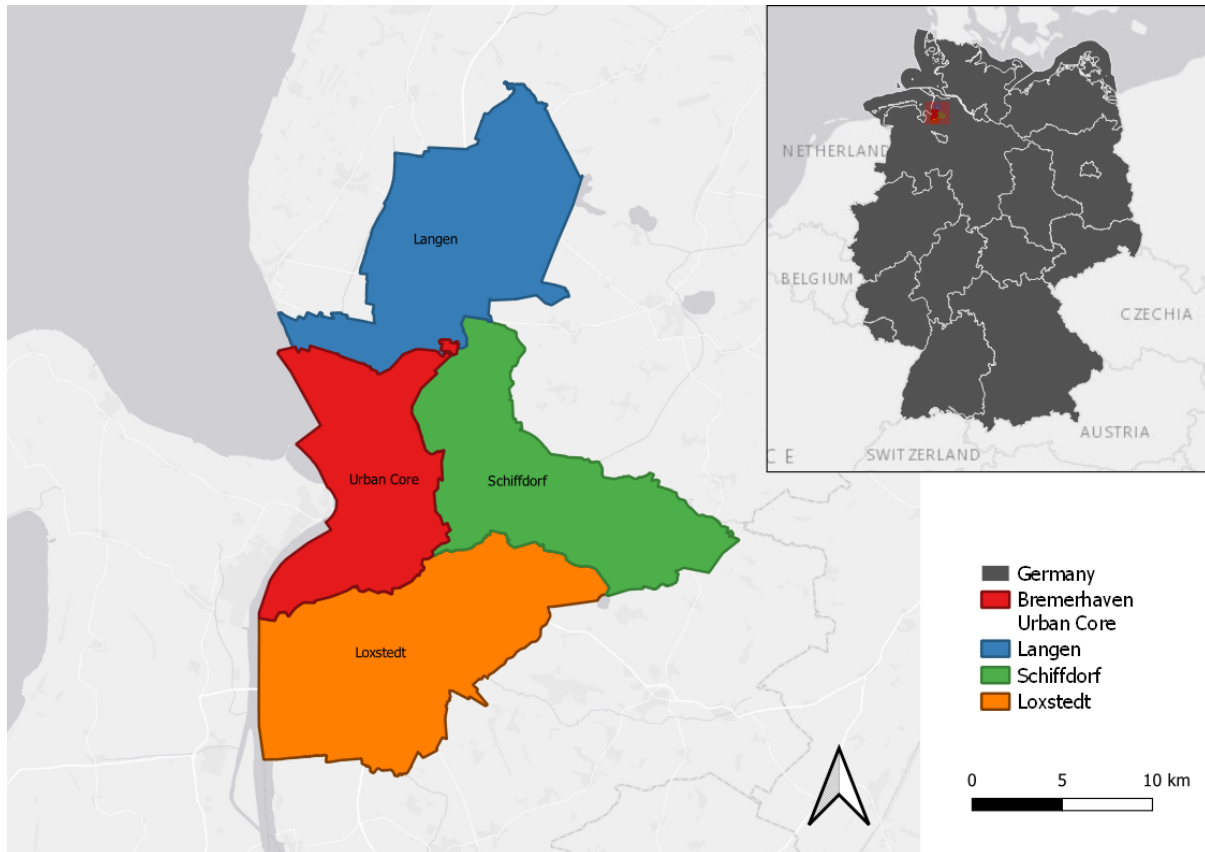 Langen
Urban Core
Schiffdorf
Loxstedt
NETHERLAND
BELGIUM
CZECHIA
AUSTRIA
SWITZERLAND
C E
Germany
Bremerhaven
Urban Core
Langen
Schiffdorf
Loxstedt
0 5 10 km